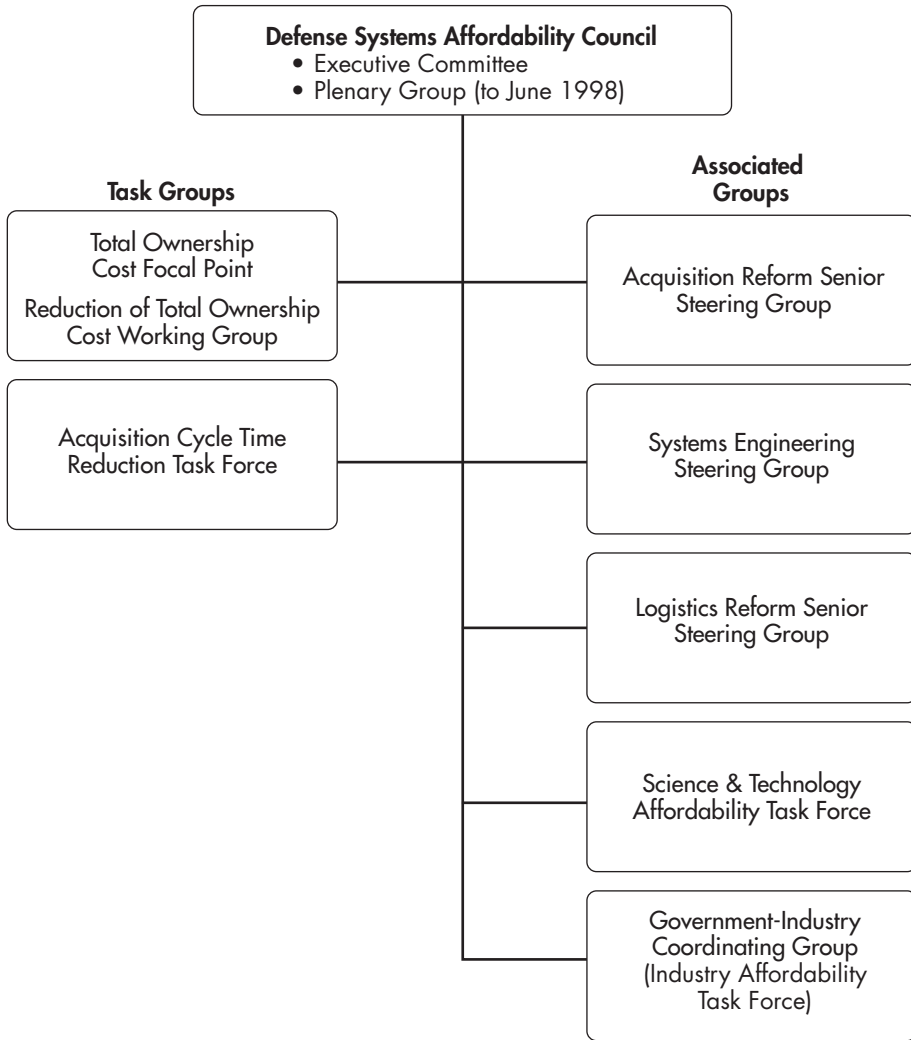 Defense Systems Affordability Council
• Executive Committee
• Plenary Group (to June 1998)
Task Groups
Total Ownership
Cost Focal Point
Reduction of Total Ownership
Cost Working Group
Acquisition Cycle Time
Reduction Task Force
Associated
Groups
Acquisition Reform Senior
Steering Group
Systems Engineering
Steering Group
Logistics Reform Senior
Steering Group
Science & Technology
Affordability Task Force
Government-Industry
Coordinating Group
(Industry Affordability
Task Force)